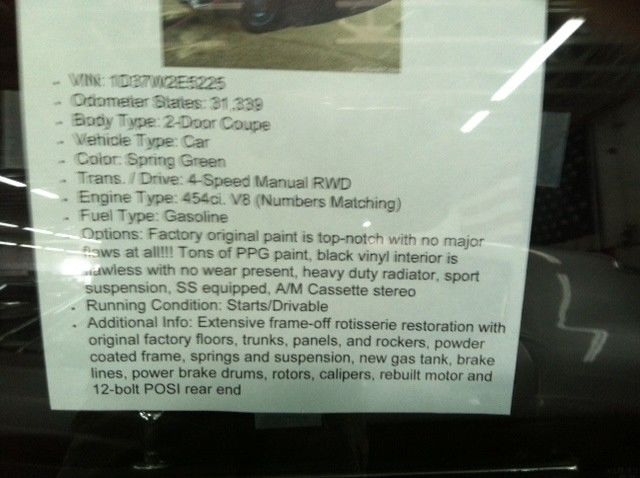 - VIN: 1D37W2E5225
- Odometer States: 31,339
- Body Type: 2-Door Coupe
- Vehicle Type: Car
- Color: Spring Green
- Trans. / Drive: 4-Speed Manual RWD
- Engine Type: 454ci. V8 (Numbers Matching)
- Fuel Type: Gasoline
Options: Factory original paint is top-notch with no major
flaws at all!!!! Tons of PPG paint, black vinyl interior is
flawless with no wear present, heavy duty radiator, sport
suspension, SS equipped, A/M Cassette stereo
• Running Condition: Starts/Drivable
• Additional Info: Extensive frame-off rotisserie restoration with
original factory floors, trunks, panels, and rockers, powder
coated frame, springs and suspension, new gas tank, brake
lines, power brake drums, rotors, calipers, rebuilt motor and
12-bolt POSI rear end